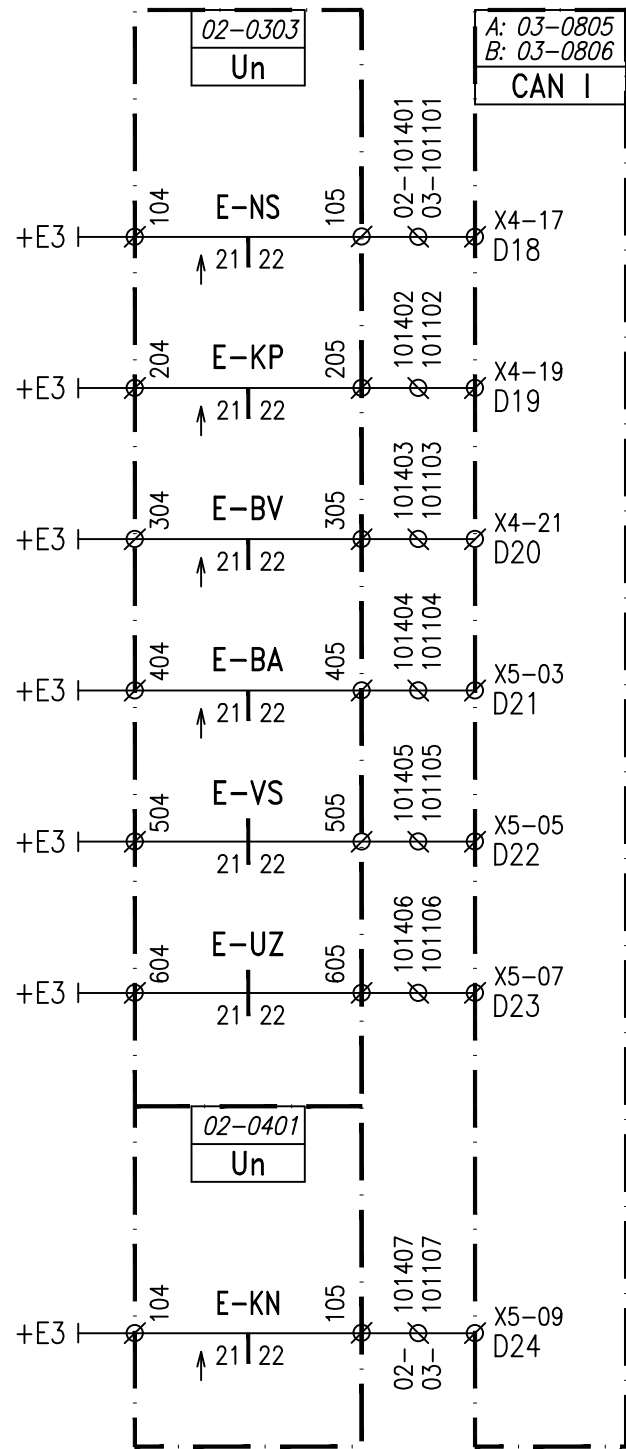 02-0303
Un
A: 03-0805
B: 03-0806
CAN I
02-101401
03-101101
+E3
104
E-NS
105
21 22
X4-17
D18
101402
101102
+E3
204
E-KP
205
21 22
X4-19
D19
101403
101103
+E3
304
E-BV
305
21 22
X4-21
D20
101404
101104
+E3
404
E-BA
405
21 22
X5-03
D21
101405
101105
+E3
504
E-VS
505
21 22
X5-05
D22
101406
101106
+E3
604
E-UZ
605
21 22
X5-07
D23
02-0401
Un
02- 101407
03- 101107
+E3
104
E-KN
105
21 22
X5-09
D24